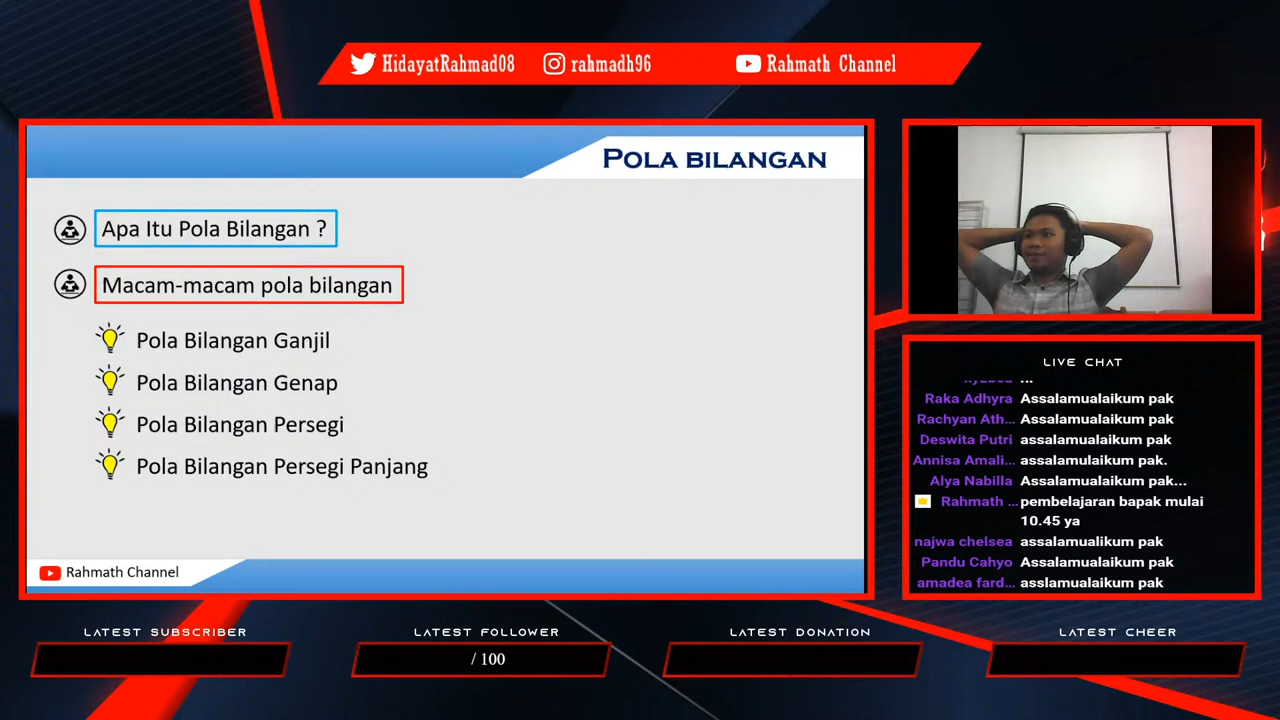 HidayatRahmad08 rahmadh96 Rahmath Channel
POLA BILANGAN
Apa Itu Pola Bilangan ?
Macam-macam pola bilangan
Pola Bilangan Ganjil
Pola Bilangan Genap
Pola Bilangan Persegi
Pola Bilangan Persegi Panjang
Rahmath Channel
LIVE CHAT
Raka Adhyra Assalamualaikum pak
Rachyan Ath... Assalamualaikum pak
Deswita Putri assalamualaikum pak
Annisa Amali... assalamulaikum pak.
Alya Nabilla Assalamualaikum pak...
Rahmath ... pembelajaran bapak mulai
10.45 ya
najwa chelsea assalamualikum pak
Pandu Cahyo Assalamualaikum pak
amadea fard... asslamualaikum pak
LATEST SUBSCRIBER LATEST FOLLOWER LATEST DONATION LATEST CHEER
/ 100